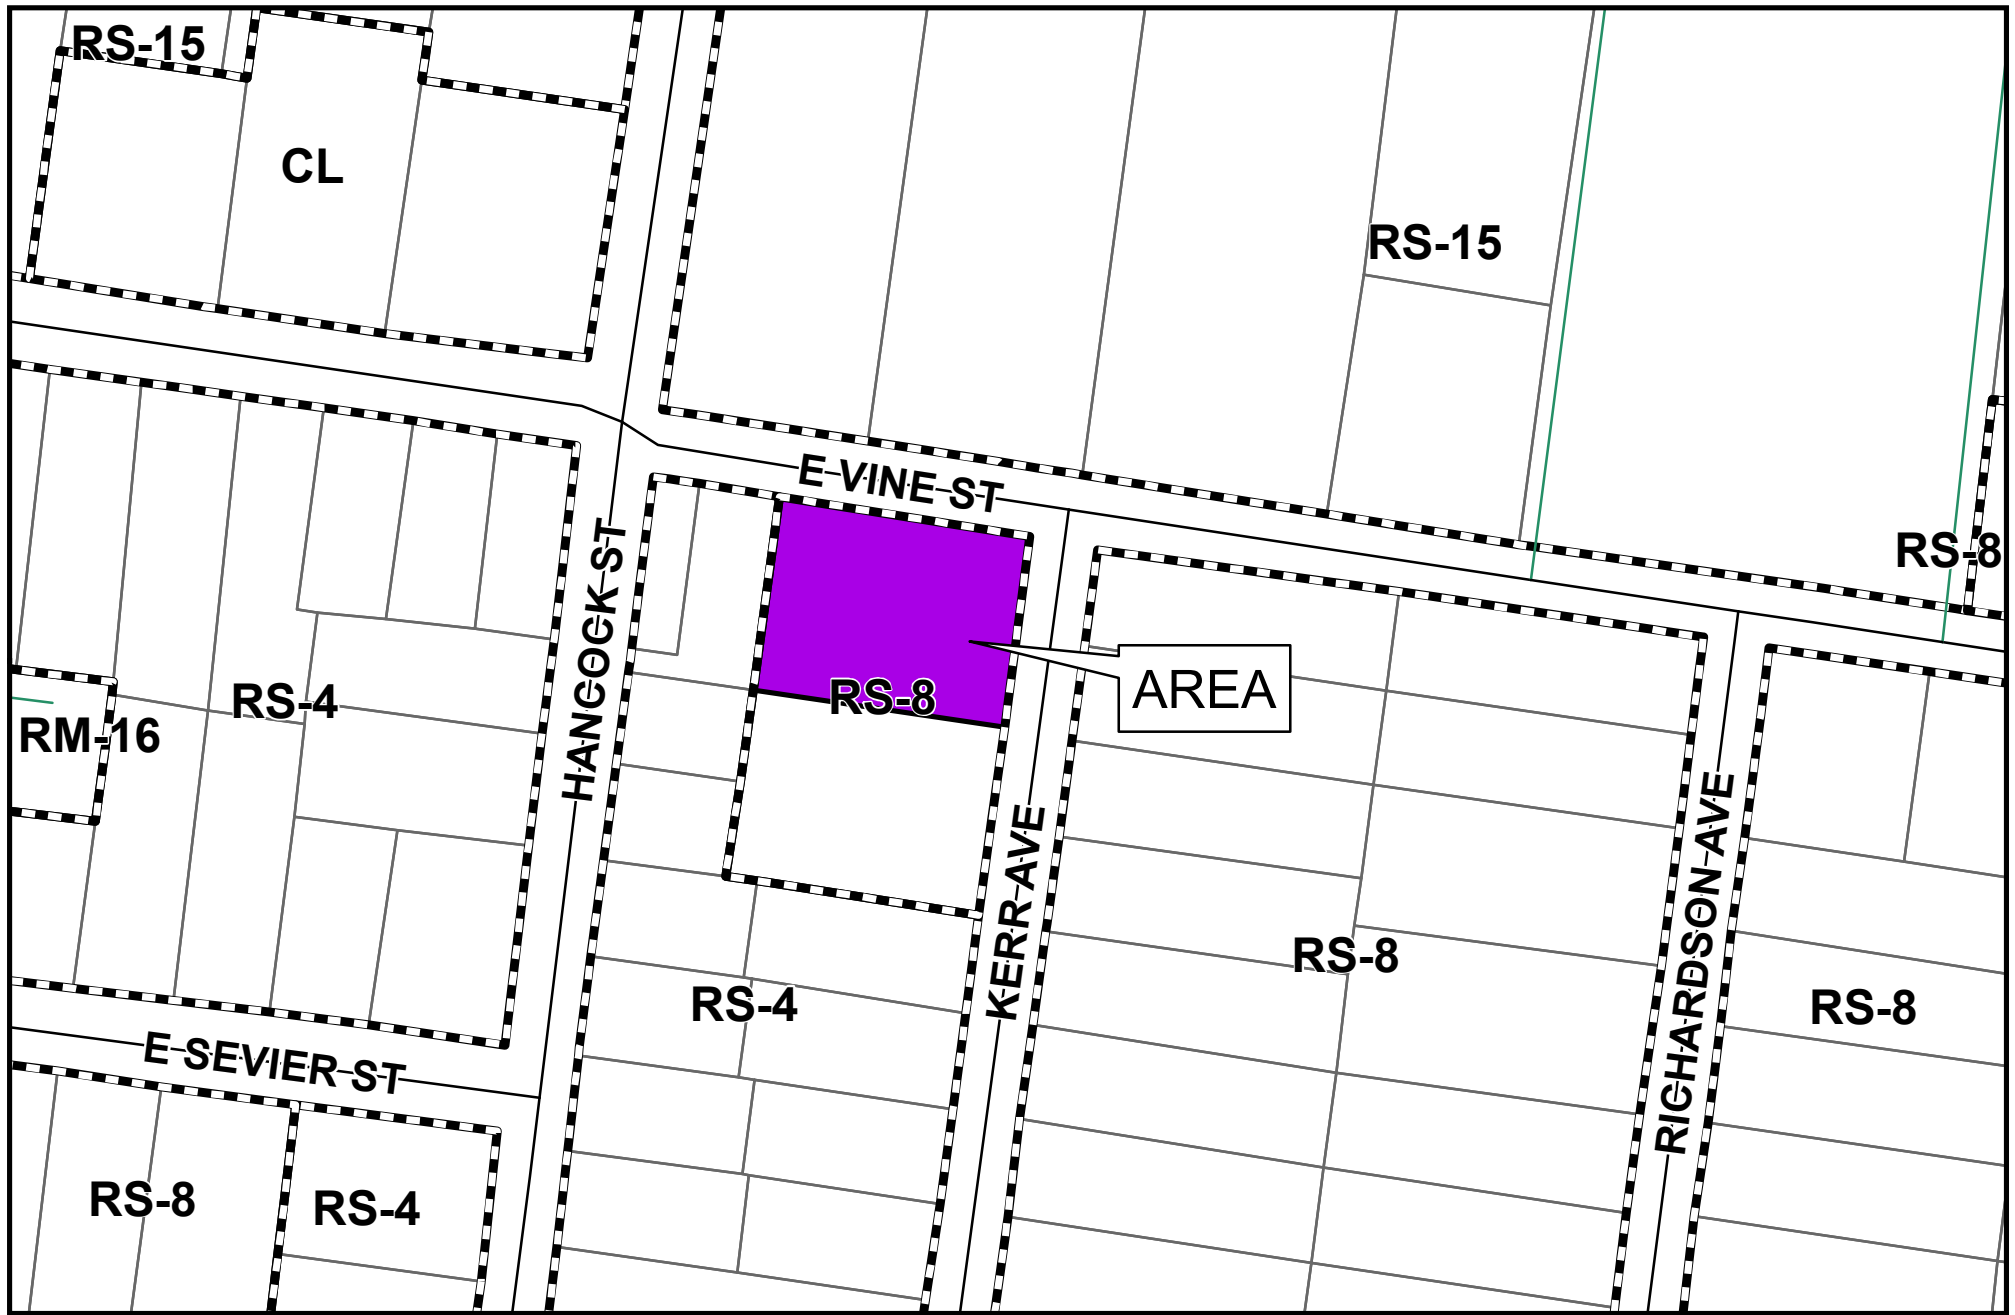 RS-15
CL
RS-15
E VINE ST
RS-8
HANCOCK ST
AREA
RS-8
RS-4
RM-16
KERR AVE
RICHARDSON AVE
RS-8
RS-4
RS-8
E SEVIER ST
RS-8
RS-4